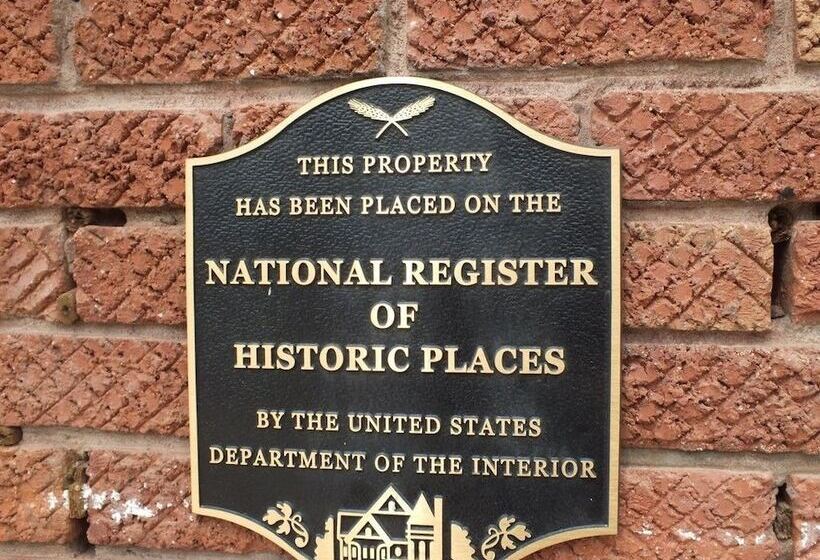 THIS PROPERTY
HAS BEEN PLACED ON THE
NATIONAL REGISTER
OF
HISTORIC PLACES
BY THE UNITED STATES
DEPARTMENT OF THE INTERIOR